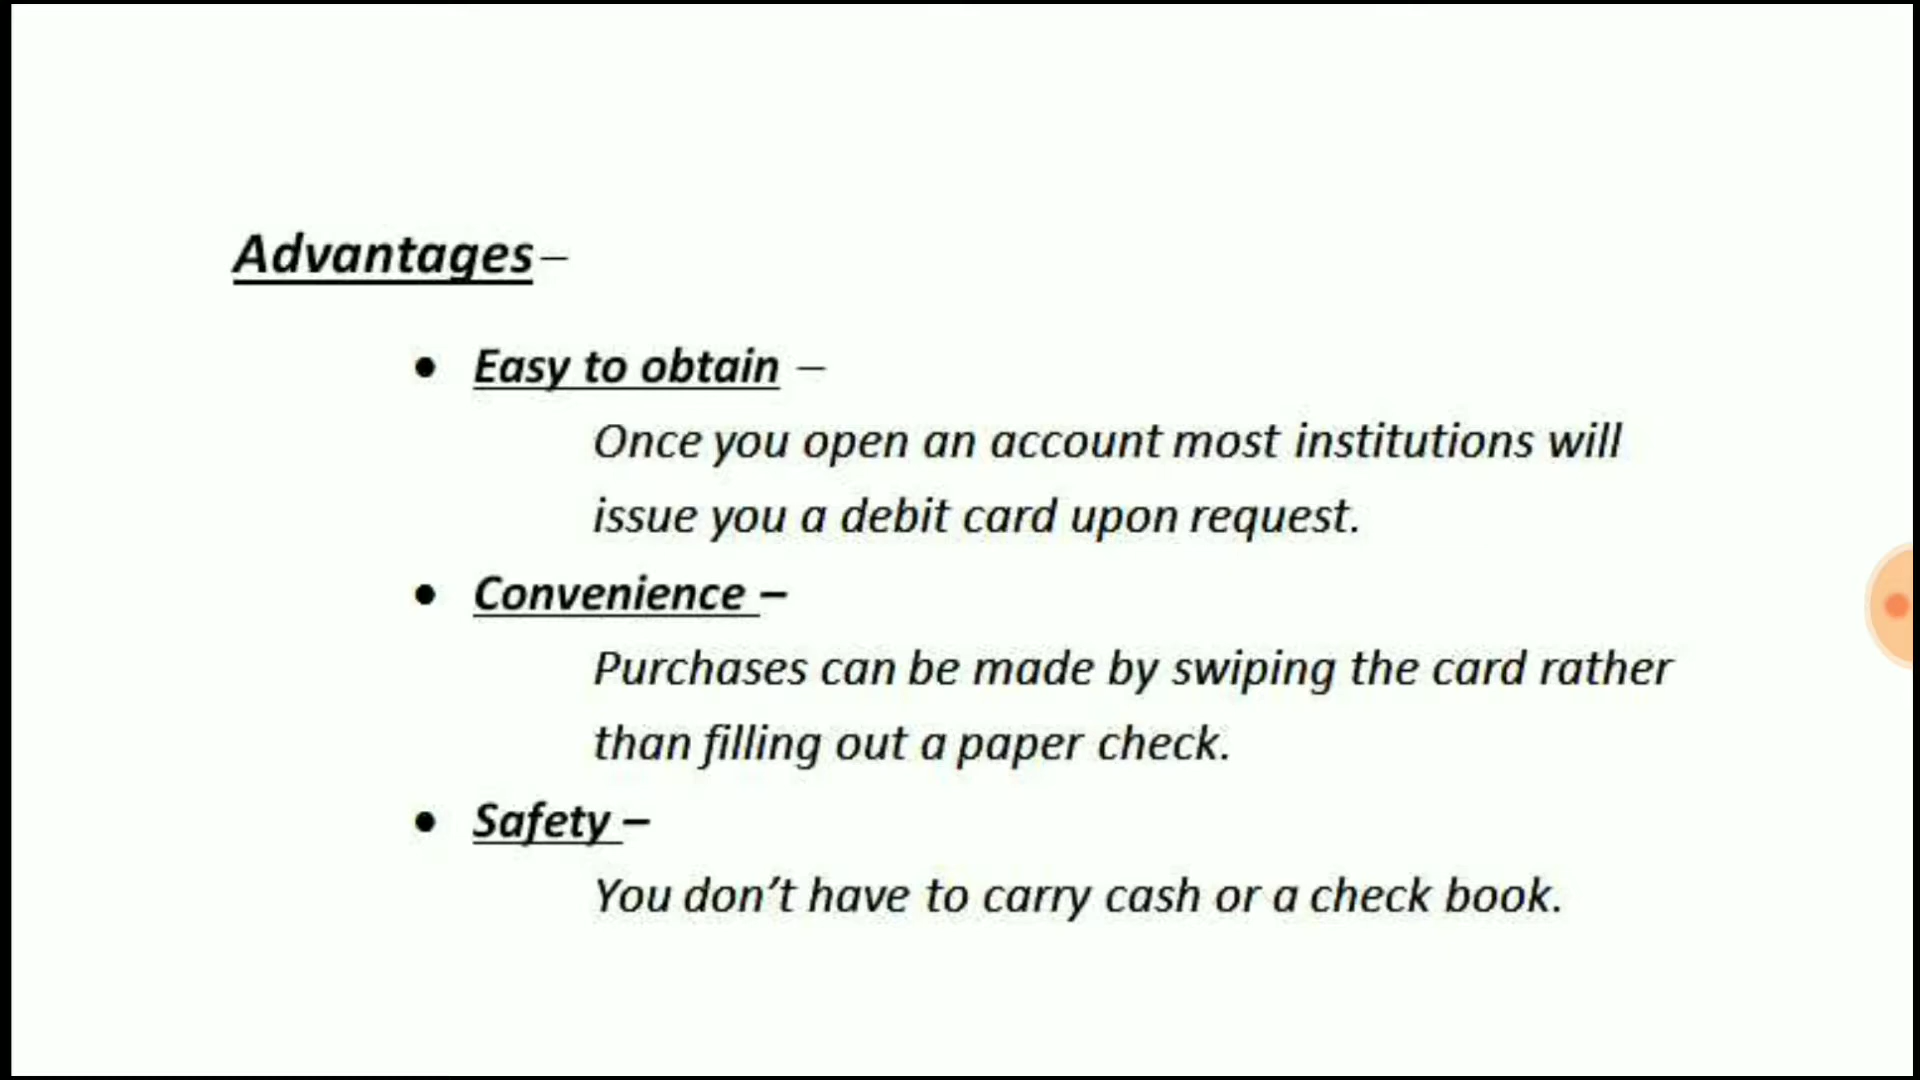 Advantages –
• Easy to obtain –
Once you open an account most institutions will
issue you a debit card upon request.
• Convenience –
Purchases can be made by swiping the card rather
than filling out a paper check.
• Safety –
You don’t have to carry cash or a check book.